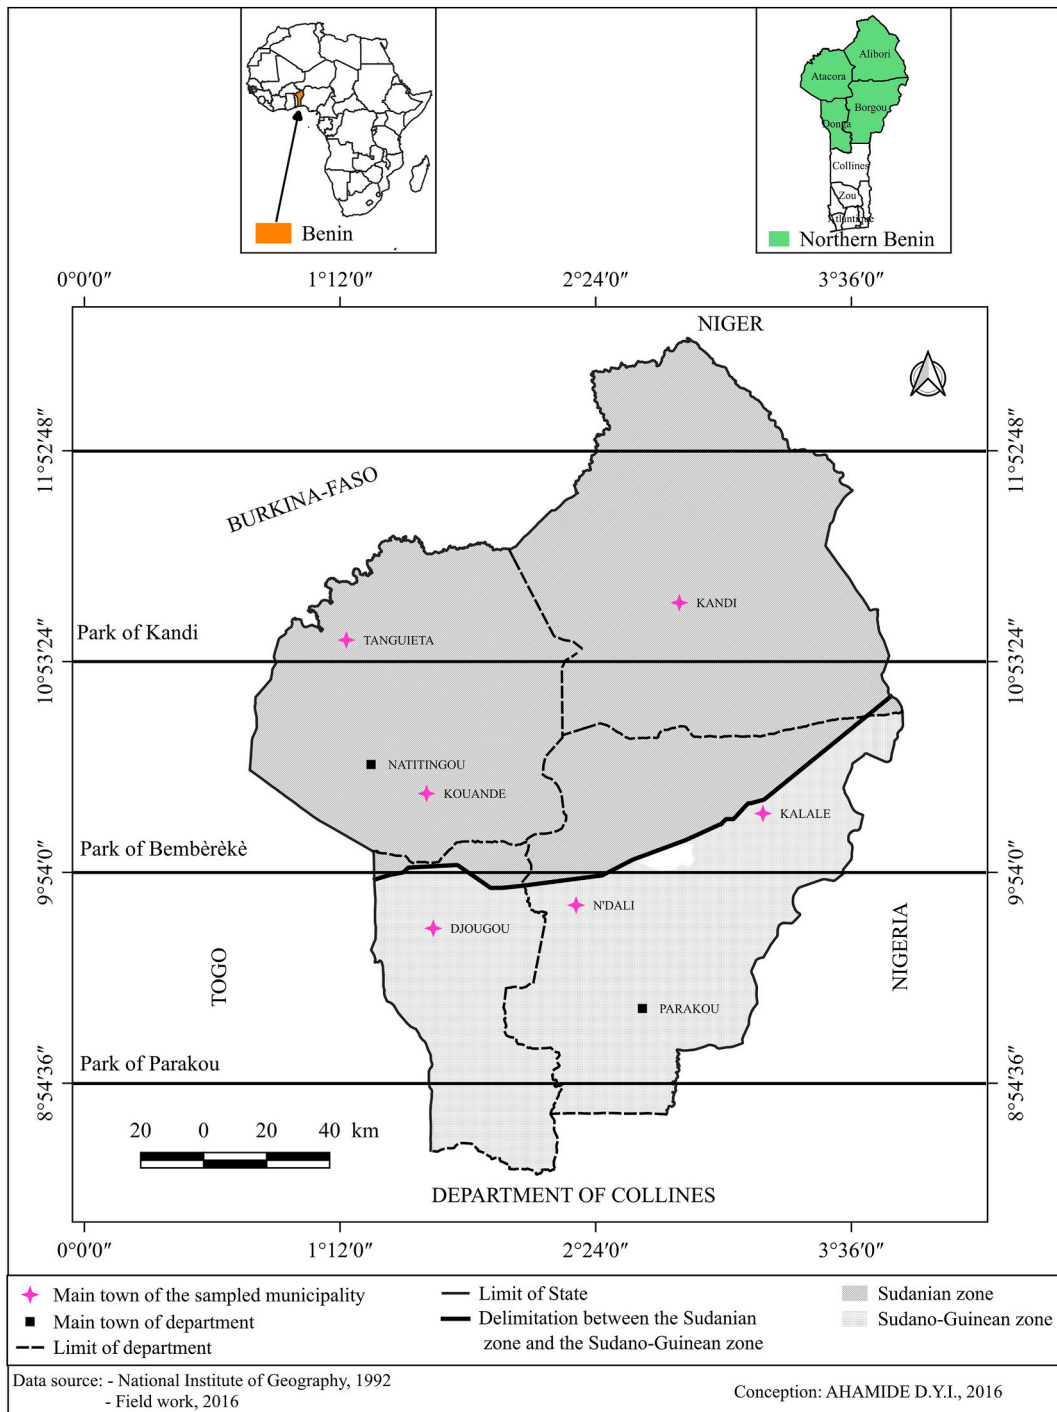 Benin
Alibori
Atacora
Borgou
Donga
Collines
Zou
Atlantique
Northern Benin
0°0′0″
1°12′0″
2°24′0″
3°36′0″
NIGER
11°52′48″
11°52′48″
BURKINA-FASO
KANDI
Park of Kandi
TANGUIETA
10°53′24″
10°53′24″
NATITINGOU
KOUANDE
KALALE
Park of Bembèrèkè
9°54′0″
9°54′0″
N'DALI
DJOUGOU
TOGO
NIGERIA
PARAKOU
Park of Parakou
8°54′36″
8°54′36″
20 0 20 40 km
DEPARTMENT OF COLLINES
0°0′0″
1°12′0″
2°24′0″
3°36′0″
Main town of the sampled municipality
Main town of department
Limit of department
Limit of State
Delimitation between the Sudanian
zone and the Sudano-Guinean zone
Sudanian zone
Sudano-Guinean zone
Data source: - National Institute of Geography, 1992
- Field work, 2016
Conception: AHAMIDE D.Y.I., 2016